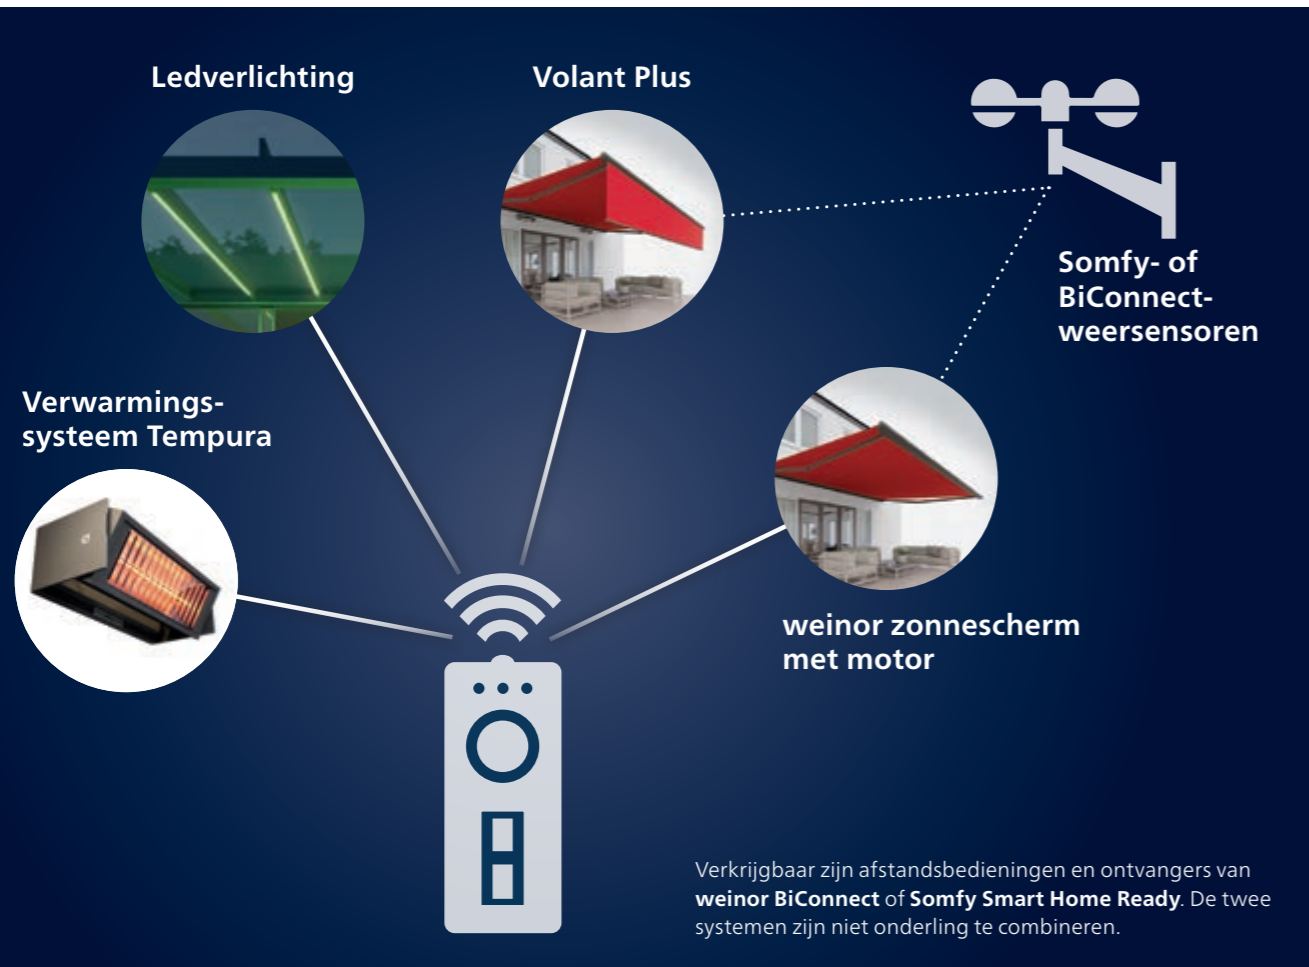 Ledverlichting
Volant Plus
Somfy- of
BiConnect-
weersensoren
Verwarmings-
systeem Tempura
weinor zonnescherm
met motor
Verkrijgbaar zijn afstandsbedieningen en ontvangers van
weinor BiConnect of Somfy Smart Home Ready. De twee
systemen zijn niet onderling te combineren.